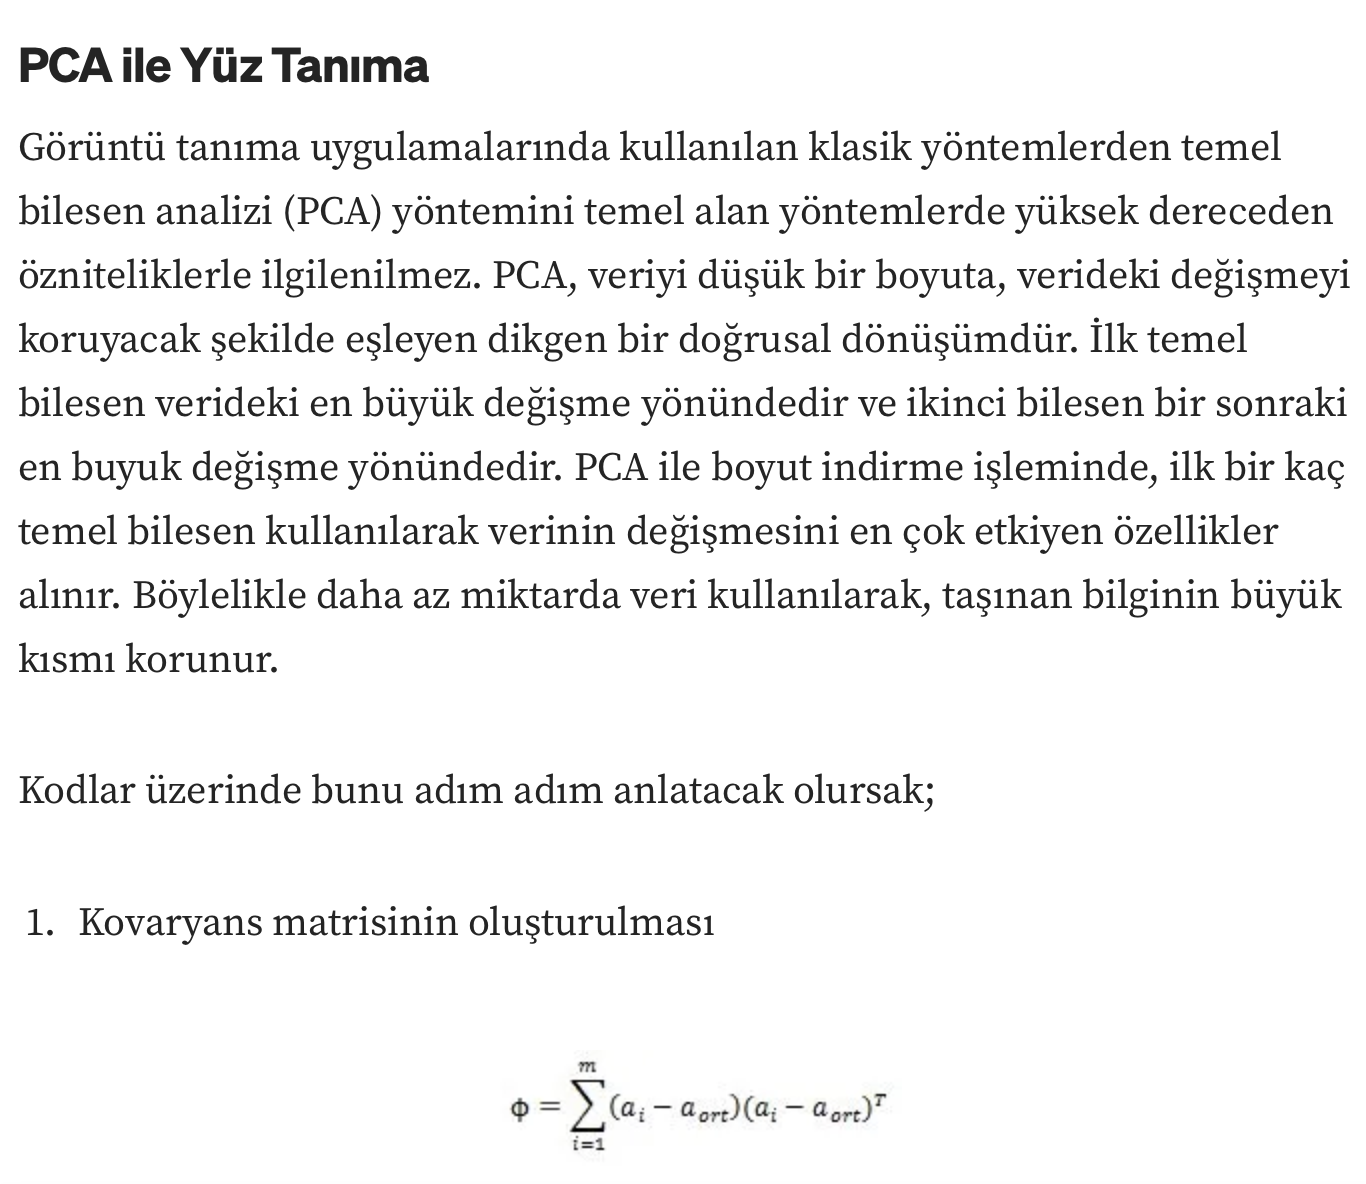 PCA ile Yüz Tanıma
Görüntü tanıma uygulamalarında kullanılan klasik yöntemlerden temel
bilesen analizi (PCA) yöntemini temel alan yöntemlerde yüksek dereceden
özniteliklerle ilgilenilmez. PCA, veriyi düşük bir boyuta, verideki değişmeyi
koruyacak şekilde eşleyen dikgen bir doğrusal dönüşümdür. İlk temel
bilesen verideki en büyük değişme yönündedir ve ikinci bilesen bir sonraki
en buyuk değişme yönündedir. PCA ile boyut indirme işleminde, ilk bir kaç
temel bilesen kullanılarak verinin değişmesini en çok etkiyen özellikler
alınır. Böylelikle daha az miktarda veri kullanılarak, taşınan bilginin büyük
kısmı korunur.
Kodlar üzerinde bunu adım adım anlatacak olursak;
1. Kovaryans matrisinin oluşturulması
Φ = ∑_{i=1}^{m} (a_i − a_ort)(a_i − a_ort)^T